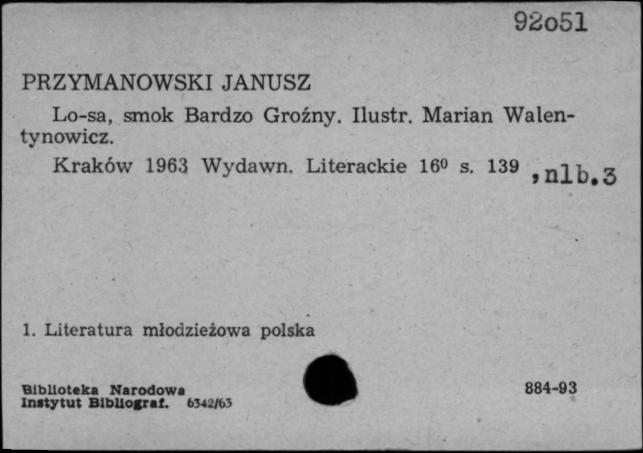 92o51
PRZYMANOWSKI JANUSZ
Lo-sa, smok Bardzo Groźny. Ilustr. Marian Walen-
tynowicz.
Kraków 1963 Wydawn. Literackie 16⁰ s. 139 , nlb.3
1. Literatura młodzieżowa polska
Biblioteka Narodowa 884-93
Instytut Bibliograf. 6342/63